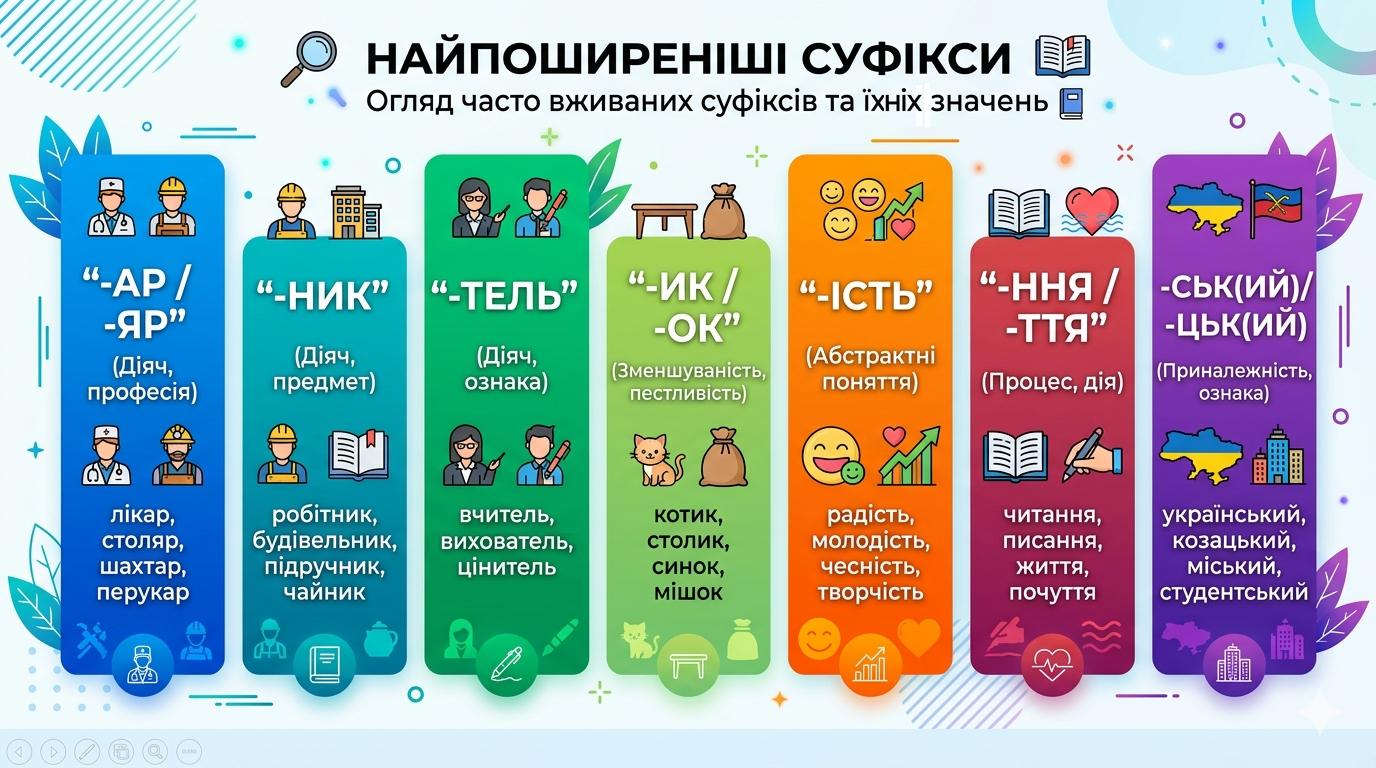 НАЙПОШИРЕНІШІ СУФІКСИ
Огляд часто вживаних суфіксів та їхніх значень
“-АР /
-ЯР”
(Діяч,
професія)
лікар,
столяр,
шахтар,
перукар
“-НИК”
(Діяч,
предмет)
робітник,
будівельник,
підручник,
чайник
“-ТЕЛЬ”
(Діяч,
ознака)
вчитель,
вихователь,
цінитель
“-ИК /
-ОК”
(Зменшуваність,
пестливість)
котик,
столик,
синок,
мішок
“-ІСТЬ”
(Абстрактні
поняття)
радість,
молодість,
чесність,
творчість
“-ННЯ /
-ТТЯ”
(Процес, дія)
читання,
писання,
життя,
почуття
-СЬК(ИЙ)/
-ЦЬК(ИЙ)
(Приналежність,
ознака)
український,
козацький,
міський,
студентський